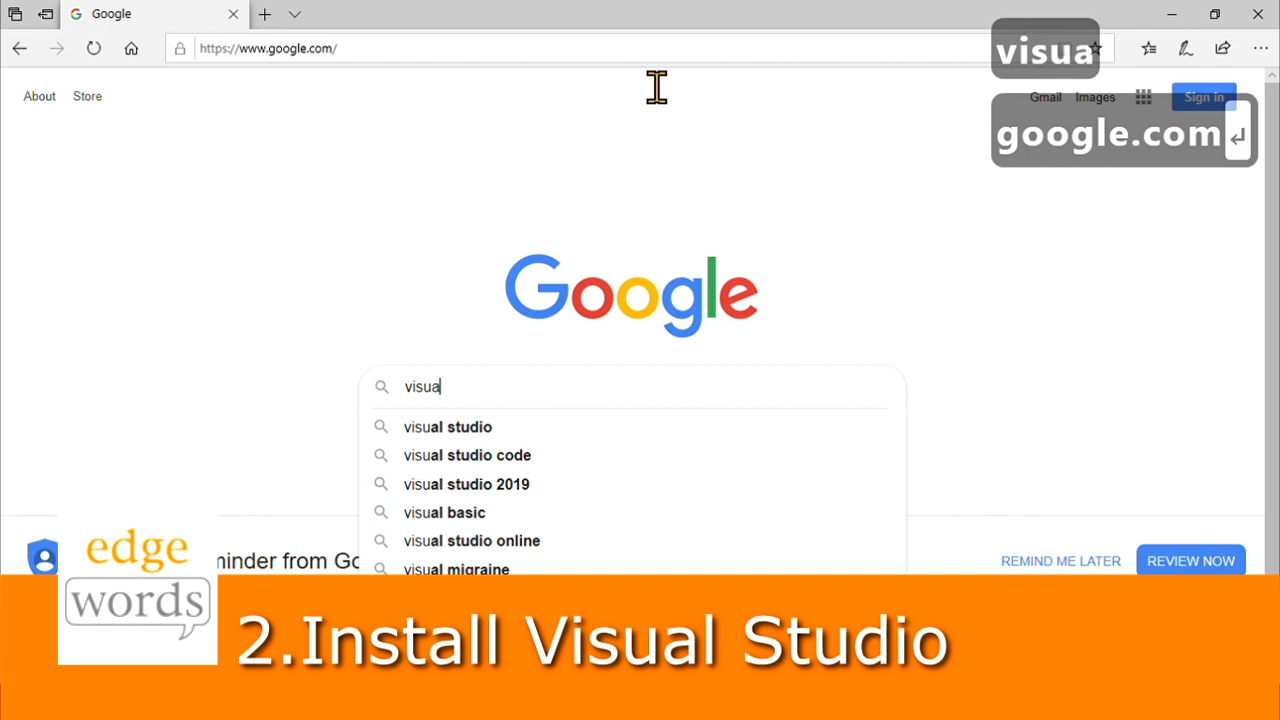 Google
https://www.google.com/
visua
About
Store
Gmail
Images
Sign in
google.com
Google
visua
visual studio
visual studio code
visual studio 2019
visual basic
visual studio online
visual migraine
minder from Go
REMIND ME LATER
REVIEW NOW
edge
words
2.Install Visual Studio